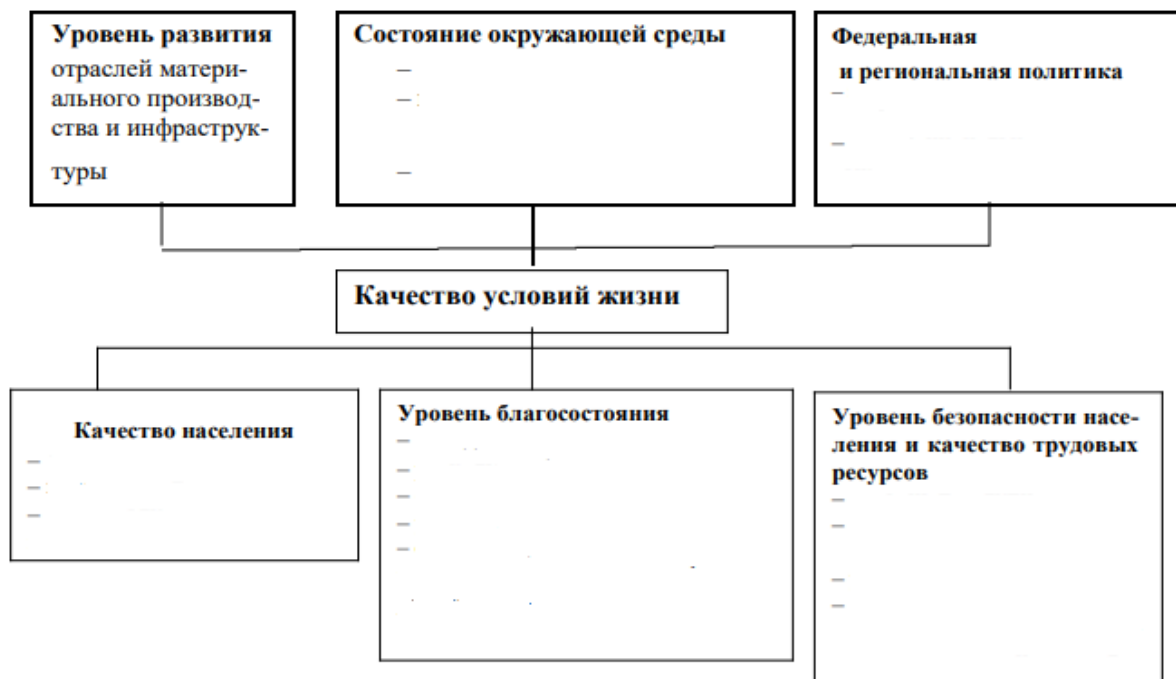 Уровень развития
отраслей матери-
ального производ-
ства и инфраструк-
туры
Состояние окружающей среды
–
–
–
Федеральная
и региональная политика
–
–
Качество условий жизни
Качество населения
–
–
–
Уровень благосостояния
–
–
–
–
–
Уровень безопасности насе-
ления и качество трудовых
ресурсов
–
–
–
–